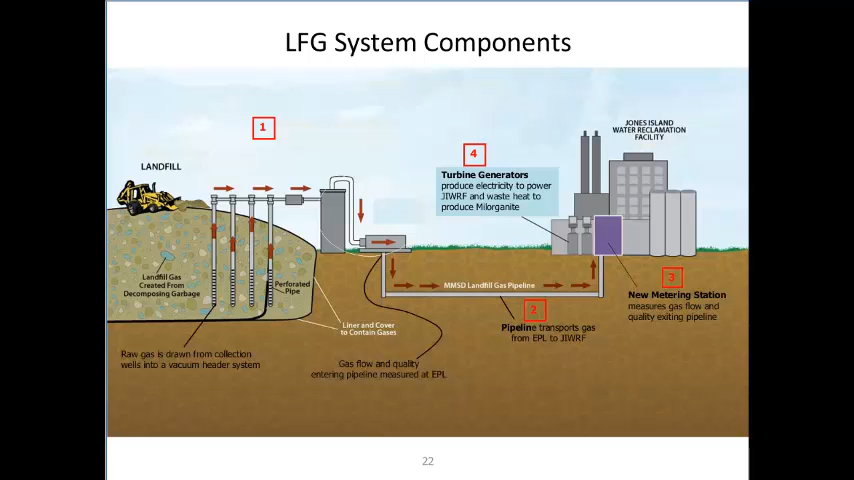 LFG System Components
1
LANDFILL
4
Turbine Generators
produce electricity to power
JIWRF and waste heat to
produce Milorganite
JONES ISLAND
WATER RECLAMATION
FACILITY
Landfill Gas
Created From
Decomposing Garbage
Perforated
Pipe
Liner and Cover
to Contain Gases
Raw gas is drawn from collection
wells into a vacuum header system
Gas flow and quality
entering pipeline measured at EPL
MMSD Landfill Gas Pipeline
2
Pipeline transports gas
from EPL to JIWRF
3
New Metering Station
measures gas flow and
quality exiting pipeline
22